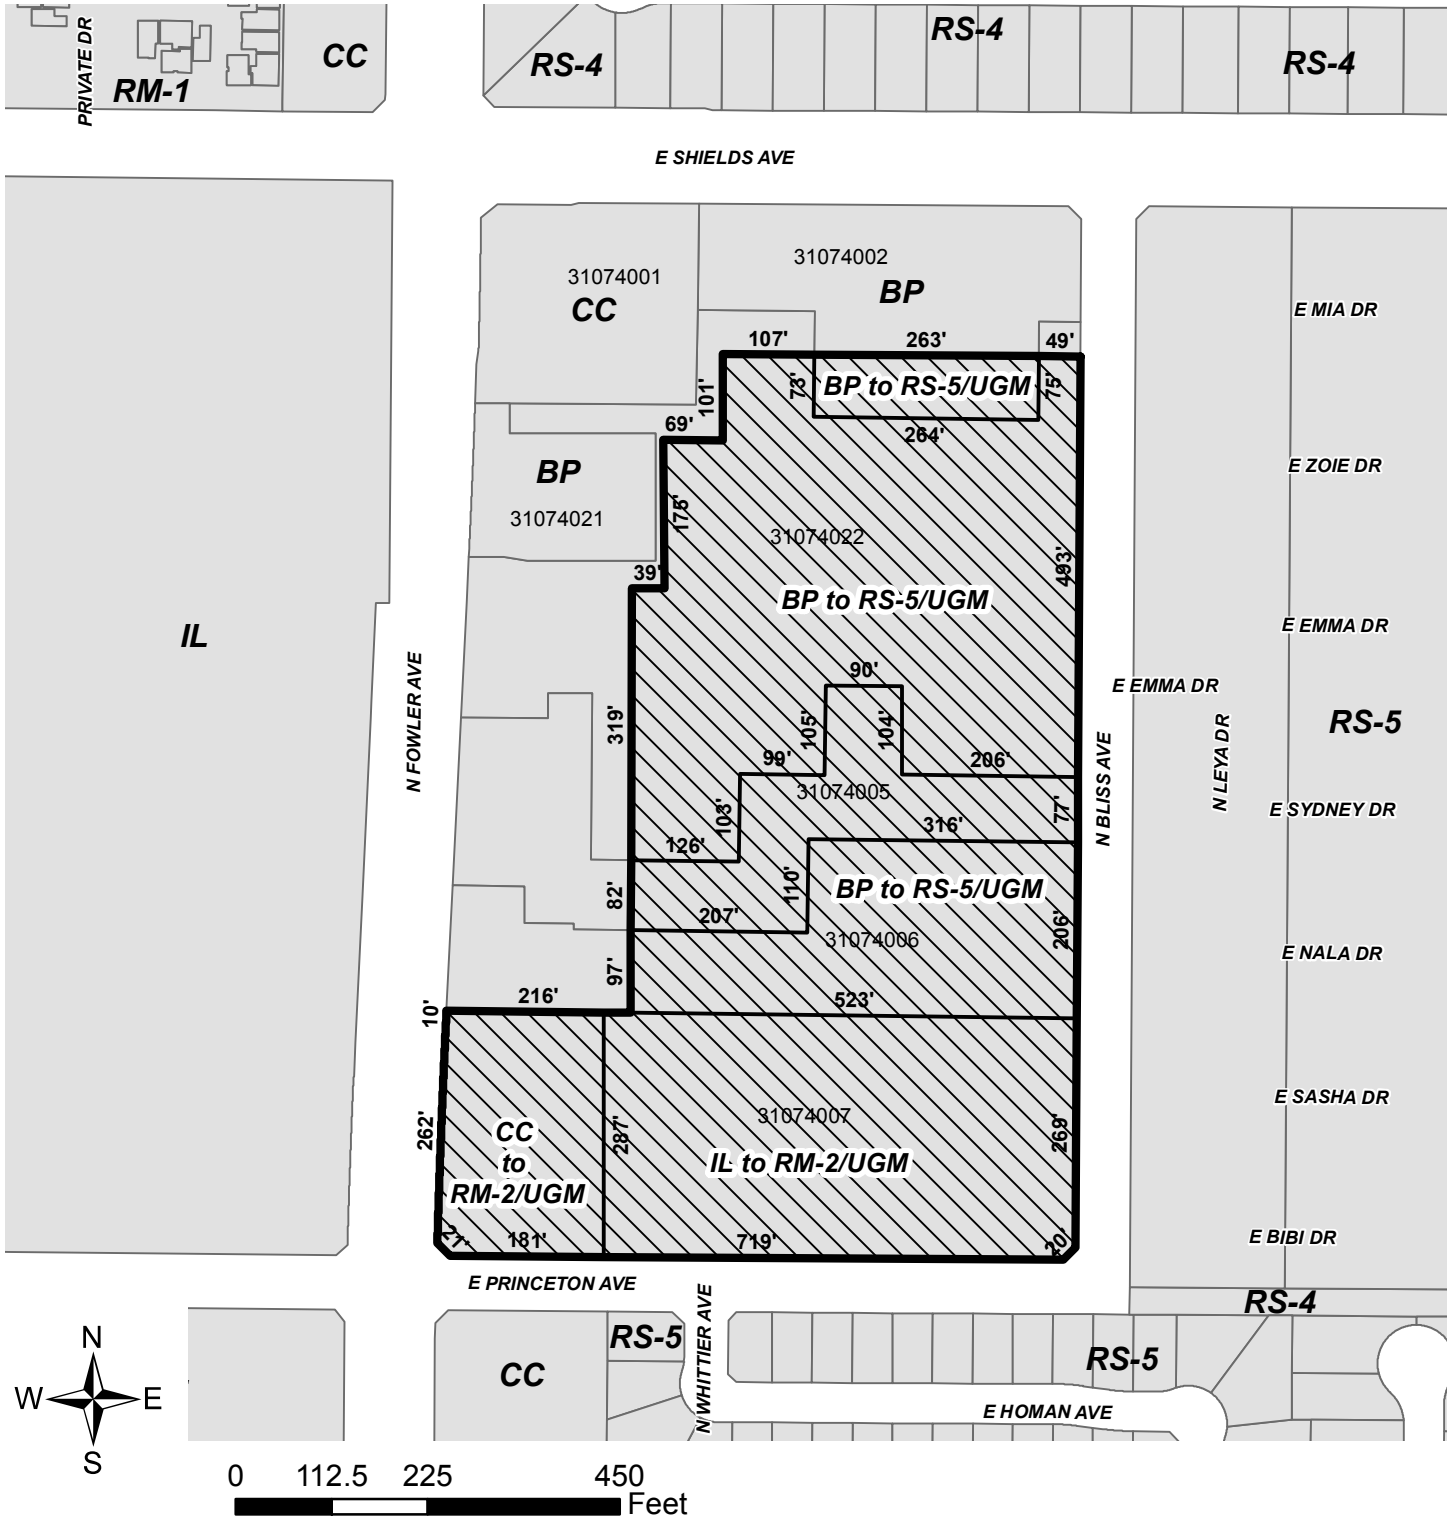 PRIVATE DR
RM-1
CC
RS-4
RS-4
RS-4
E SHIELDS AVE
31074001
CC
31074002
BP
E MIA DR
107'
263'
49'
101'
73'
BP to RS-5/UGM
75'
264'
69'
BP
31074021
175'
31074022
E ZOIE DR
39'
493'
BP to RS-5/UGM
IL
E EMMA DR
E EMMA DR
N FOWLER AVE
319'
90'
105'
104'
99'
206'
31074005
N BLISS AVE
N LEYA DR
RS-5
E SYDNEY DR
103'
77'
126'
316'
82'
110'
BP to RS-5/UGM
207'
31074006
206'
E NALA DR
97'
216'
523'
10'
262'
CC
to
RM-2/UGM
287'
31074007
IL to RM-2/UGM
269'
E SASHA DR
21'
181'
719'
20'
E BIBI DR
E PRINCETON AVE
RS-4
N WHITTIER AVE
RS-5
CC
RS-5
E HOMAN AVE
N
W E
S
0 112.5 225 450
Feet